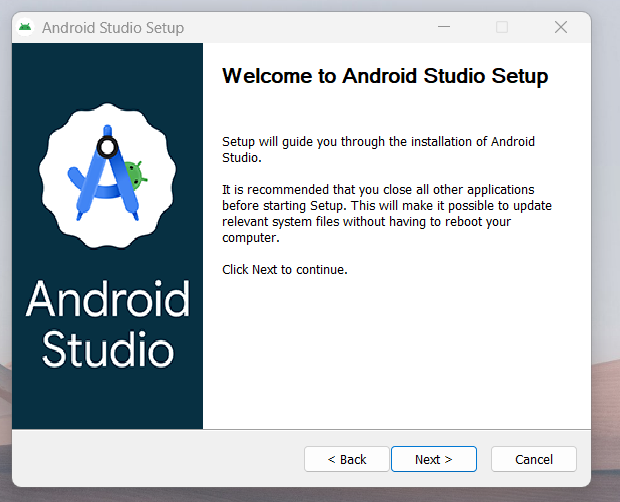 Android Studio Setup
Welcome to Android Studio Setup
Setup will guide you through the installation of Android
Studio.
It is recommended that you close all other applications
before starting Setup. This will make it possible to update
relevant system files without having to reboot your
computer.
Click Next to continue.
Android
Studio
< Back
Next >
Cancel